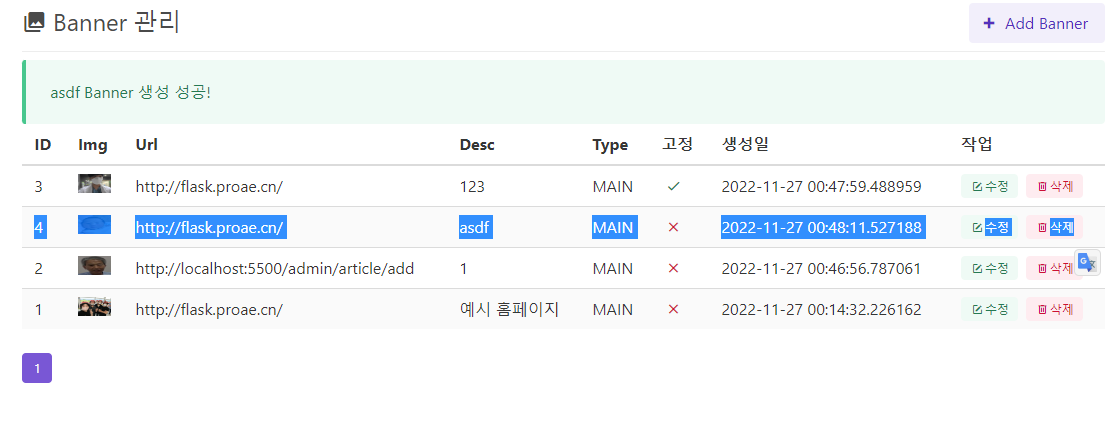 Banner 관리
Add Banner
asdf Banner 생성 성공!
ID Img Url Desc Type 고정 생성일 작업
3 http://flask.proae.cn/ 123 MAIN 2022-11-27 00:47:59.488959 수정 삭제
4 http://flask.proae.cn/ asdf MAIN 2022-11-27 00:48:11.527188 수정 삭제
2 http://localhost:5500/admin/article/add 1 MAIN 2022-11-27 00:46:56.787061 수정 삭제
1 http://flask.proae.cn/ 예시 홈페이지 MAIN 2022-11-27 00:14:32.226162 수정 삭제
1